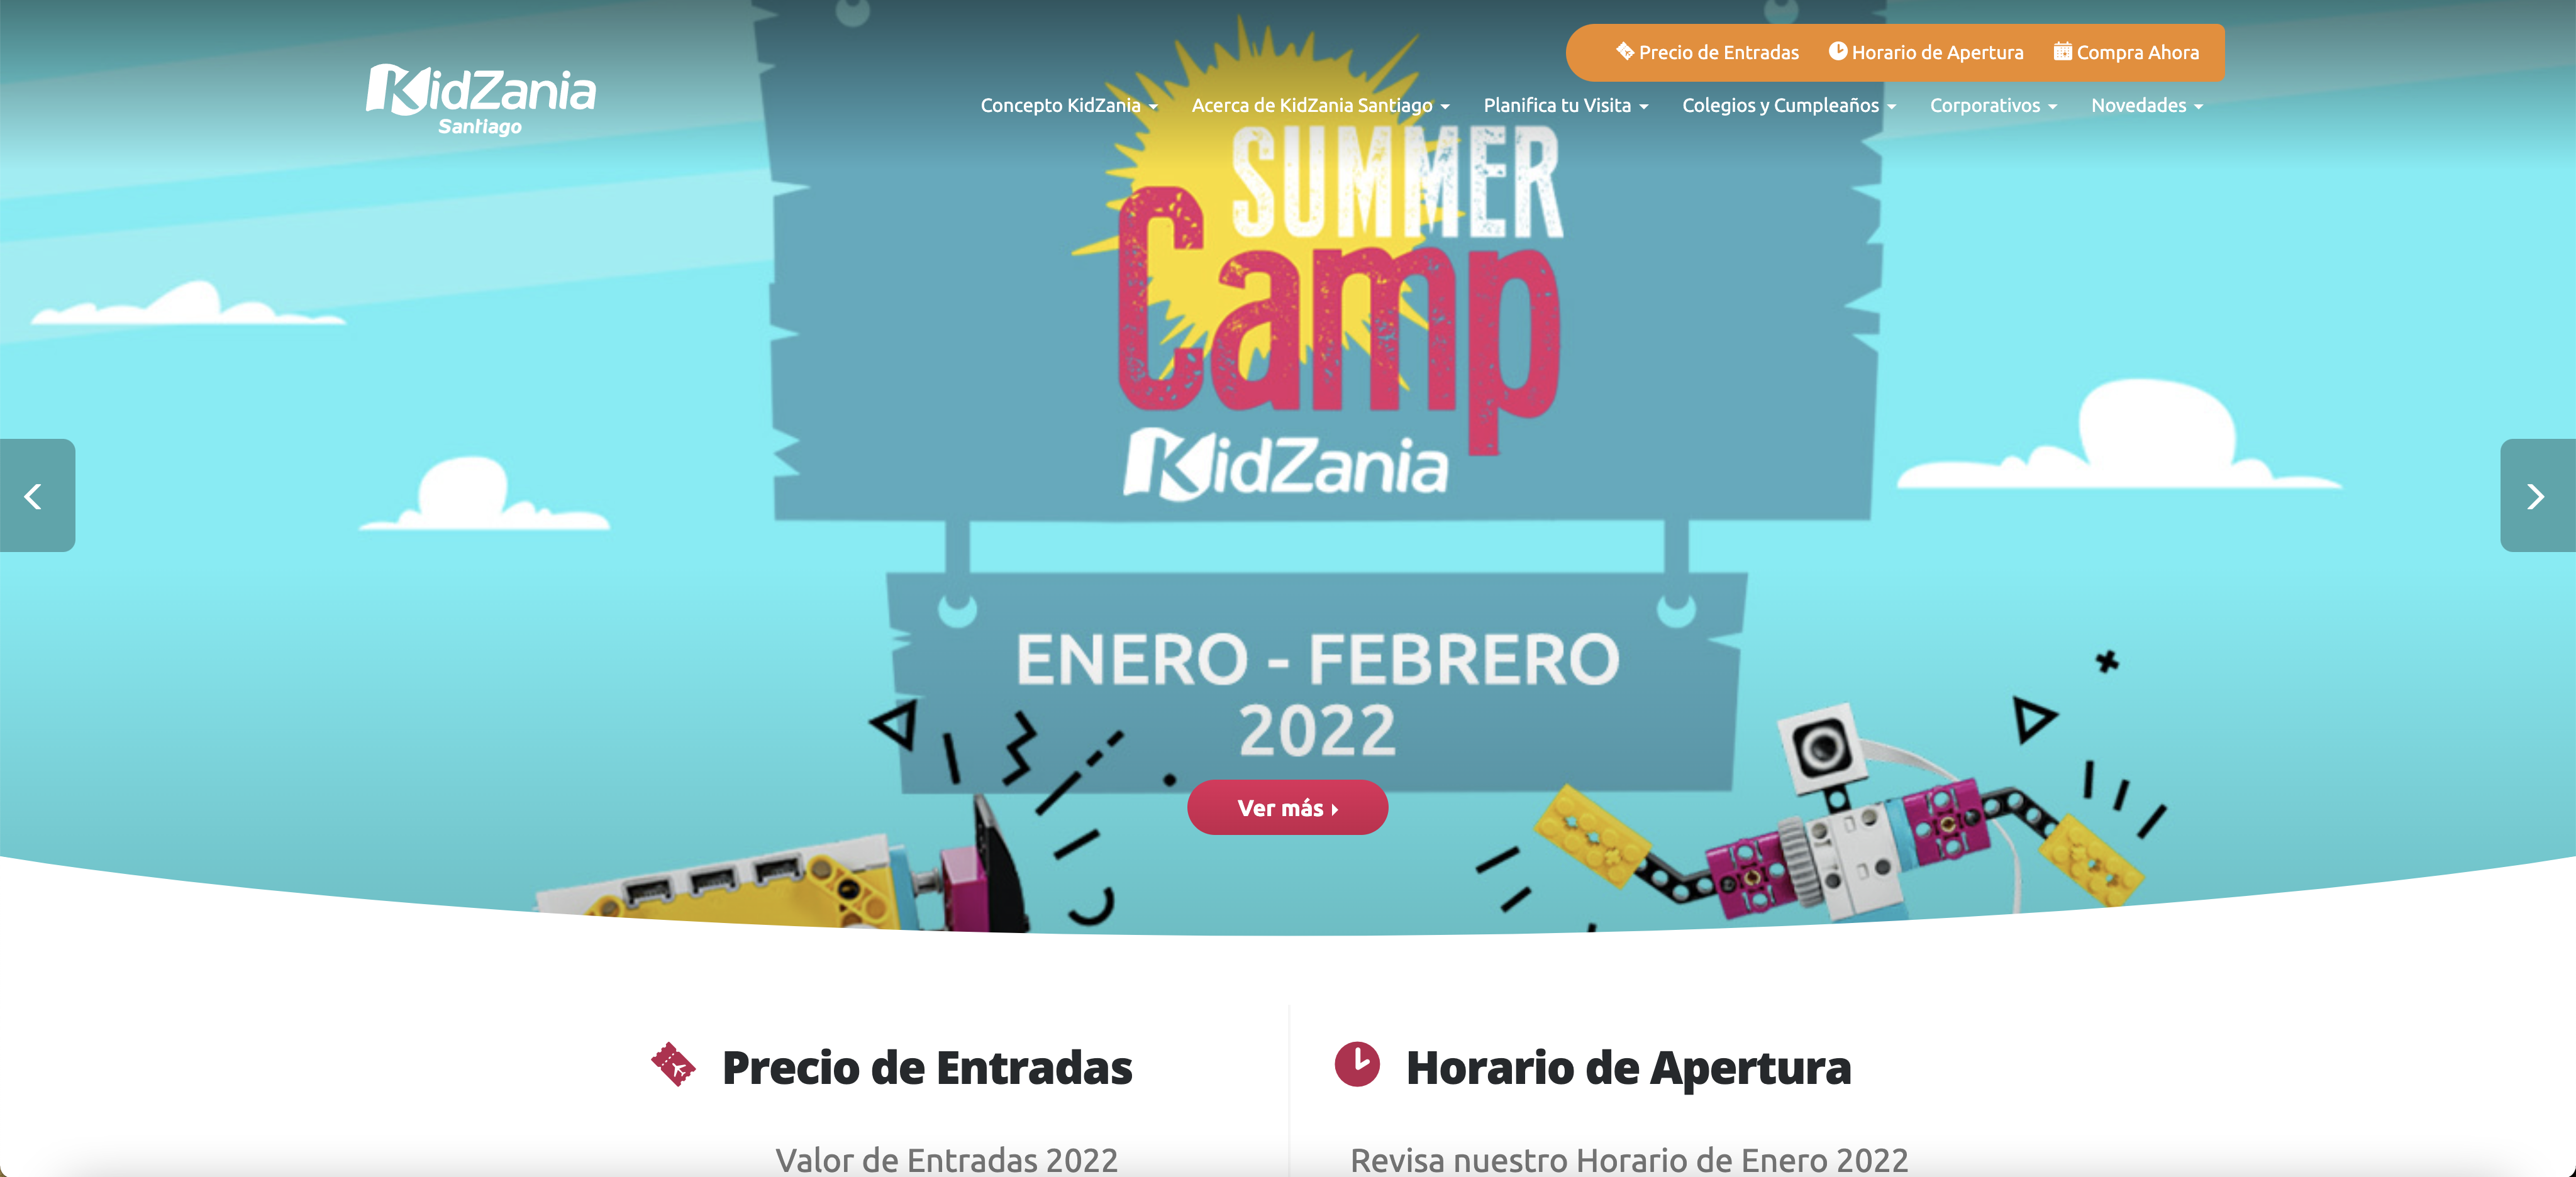 Precio de Entradas Horario de Apertura Compra Ahora
KidZania
Santiago
Concepto KidZania Acerca de KidZania Santiago Planifica tu Visita Colegios y Cumpleaños Corporativos Novedades
SUMMER
Camp
KidZania
ENERO - FEBRERO
2022
Ver más
Precio de Entradas
Valor de Entradas 2022
Horario de Apertura
Revisa nuestro Horario de Enero 2022